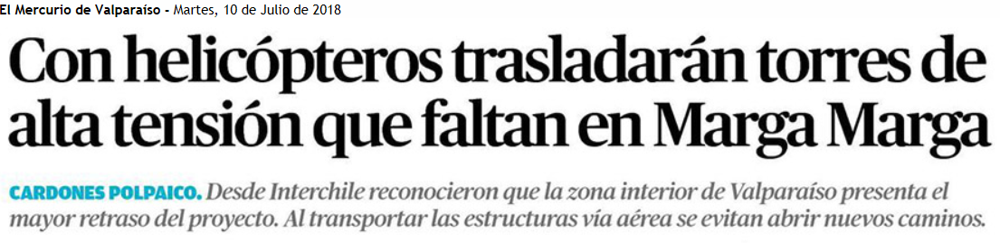 El Mercurio de Valparaíso - Martes, 10 de Julio de 2018
Con helicópteros trasladarán torres de
alta tensión que faltan en Marga Marga
CARDONES POLPAICO. Desde Interchile reconocieron que la zona interior de Valparaíso presenta el
mayor retraso del proyecto. Al transportar las estructuras vía aérea se evitan abrir nuevos caminos.